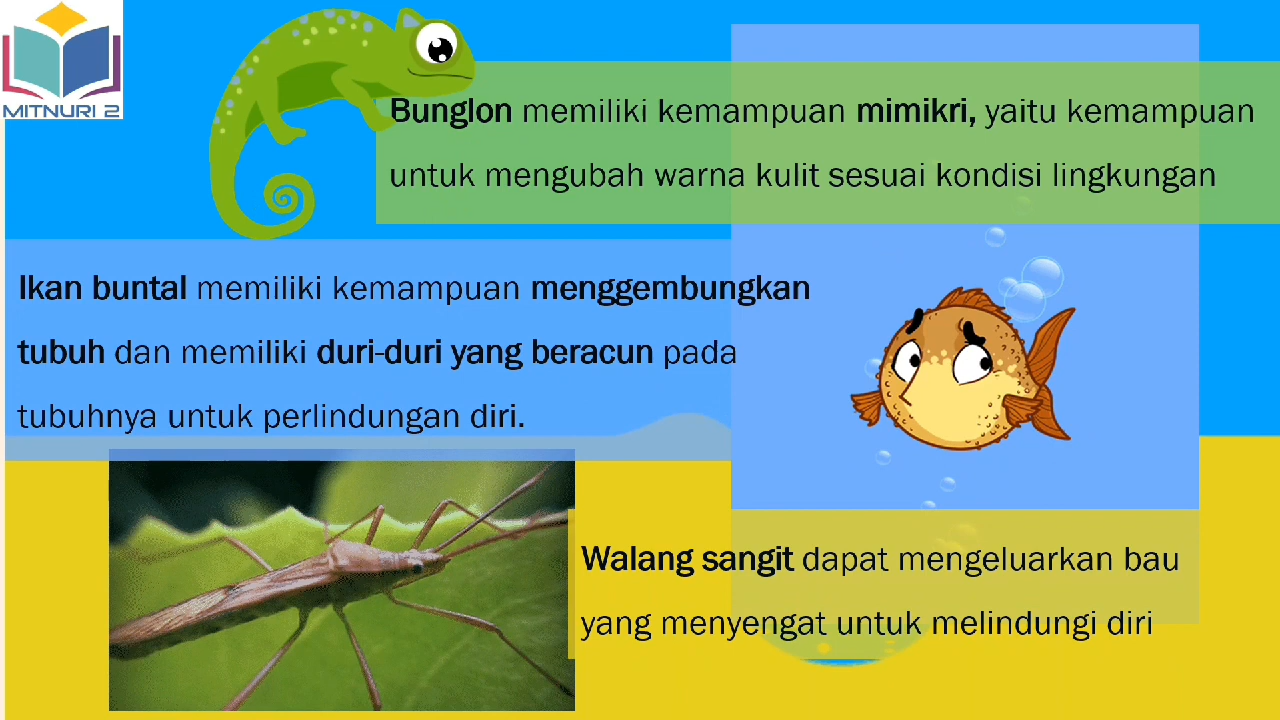 MITNURI 2
Bunglon memiliki kemampuan mimikri, yaitu kemampuan
untuk mengubah warna kulit sesuai kondisi lingkungan
Ikan buntal memiliki kemampuan menggembungkan
tubuh dan memiliki duri-duri yang beracun pada
tubuhnya untuk perlindungan diri.
Walang sangit dapat mengeluarkan bau
yang menyengat untuk melindungi diri